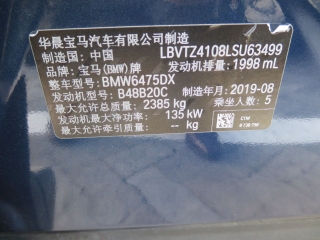 华晨宝马汽车有限公司制造 LBVTZ4108LSU63499
制造国: 中国 发动机排量: 1998 mL
品牌: 宝马(BMW)牌
整车型号: BMW6475DX 制造年月: 2019-08
发动机型号: B48B20C 乘坐人数: 5
最大允许总质量: 2385 kg
发动机最大净功率: 135 kW
最大允许牵引质量: -- kg